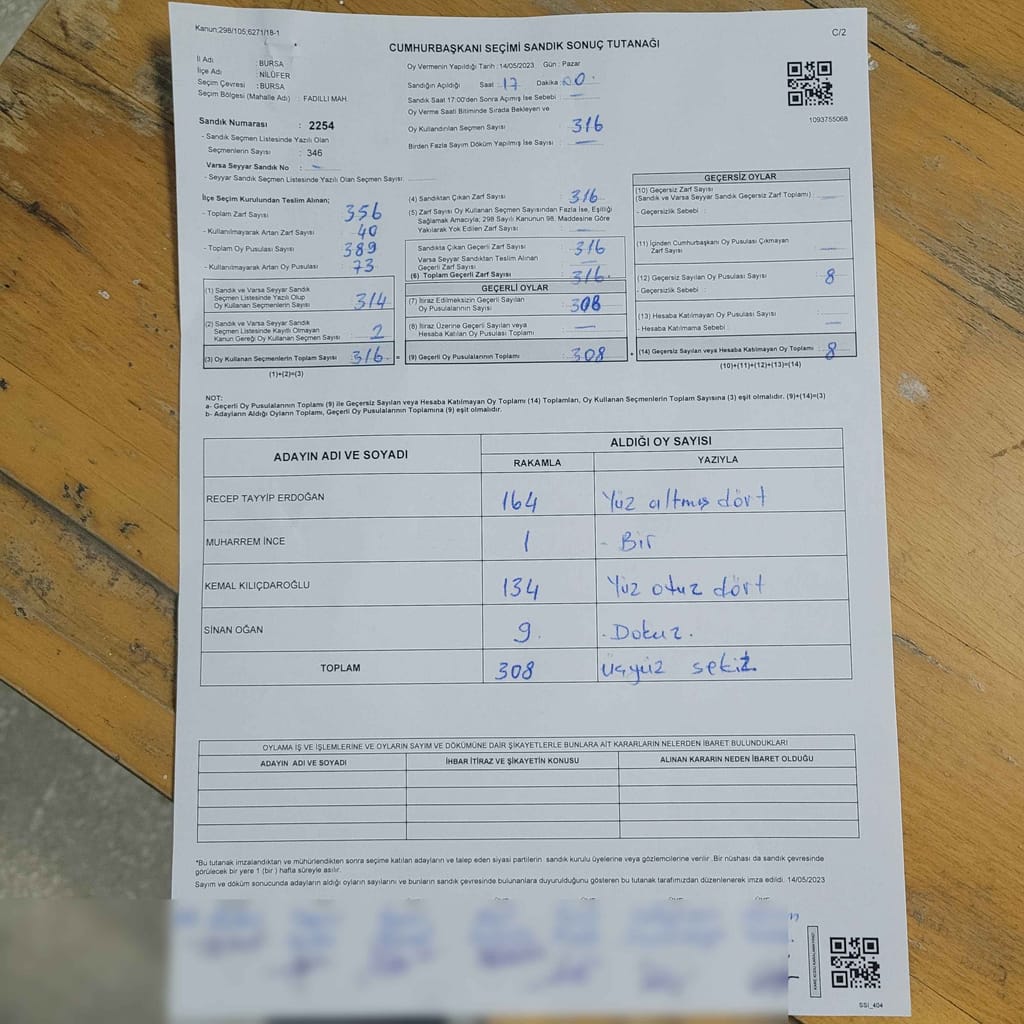 Kanun;298/105;6271/18-1
C/2
CUMHURBAŞKANI SEÇİMİ SANDIK SONUÇ TUTANAĞI
İl Adı : BURSA
İlçe Adı : NİLÜFER
Seçim Çevresi : BURSA
Seçim Bölgesi (Mahalle Adı) : FADILLI MAH.
Sandık Numarası : 2254
- Sandık Seçmen Listesinde Yazılı Olan
Seçmenlerin Sayısı : 346
Varsa Seyyar Sandık No : —
- Seyyar Sandık Seçmen Listesinde Yazılı Olan Seçmen Sayısı:
Oy Vermenin Yapıldığı Tarih :14/05/2023 Gün : Pazar
Sandığın Açıldığı Saat : 17 Dakika : 00
Sandık Saat 17:00'den Sonra Açımış İse Sebebi : —
Oy Verme Saati Bitiminde Sırada Bekleyen ve
Oy Kullandırılan Seçmen Sayısı : 316
Birden Fazla Sayım Döküm Yapılmış İse Sayısı : —
1093755068
İlçe Seçim Kurulundan Teslim Alınan;
- Toplam Zarf Sayısı : 356
- Kullanılmayarak Artan Zarf Sayısı : 40
- Toplam Oy Pusulası Sayısı : 389
- Kullanılmayarak Artan Oy Pusulası : 73
(1) Sandık ve Varsa Seyyar Sandık
Seçmen Listesinde Yazılı Olup
Oy Kullanan Seçmenlerin Sayısı : 314
(2) Sandık ve Varsa Seyyar Sandık
Seçmen Listesinde Kayıtlı Olmayan
Kanun Gereği Oy Kullanan Seçmen Sayısı : 2
(3) Oy Kullanan Seçmenlerin Toplam Sayısı : 316 =
(1)+(2)=(3)
(4) Sandıktan Çıkan Zarf Sayısı : 316
(5) Zarf Sayısı Oy Kullanan Seçmen Sayısından Fazla İse, Eşitliği
Sağlamak Amacıyla; 298 Sayılı Kanunun 98. Maddesine Göre
Yakılarak Yok Edilen Zarf Sayısı : —
Sandıkta Çıkan Geçerli Zarf Sayısı : 316
Varsa Seyyar Sandıktan Teslim Alınan
Geçerli Zarf Sayısı : —
(6) Toplam Geçerli Zarf Sayısı : 316
GEÇERLİ OYLAR
(7) İtiraz Edilmeksizin Geçerli Sayılan
Oy Pusulalarının Sayısı : 308
(8) İtiraz Üzerine Geçerli Sayılan veya
Hesaba Katılan Oy Pusulası Toplamı : —
(9) Geçerli Oy Pusulalarının Toplamı : 308 +
GEÇERSİZ OYLAR
(10) Geçersiz Zarf Sayısı
(Sandık ve Varsa Seyyar Sandık Geçersiz Zarf Toplamı) : —
- Geçersizlik Sebebi :
(11) İçinden Cumhurbaşkanı Oy Pusulası Çıkmayan
Zarf Sayısı : —
(12) Geçersiz Sayılan Oy Pusulası Sayısı : 8
- Geçersizlik Sebebi :
(13) Hesaba Katılmayan Oy Pusulası Sayısı :
- Hesaba Katılmama Sebebi : —
(14) Geçersiz Sayılan veya Hesaba Katılmayan Oy Toplamı : 8
(10)+(11)+(12)+(13)=(14)
NOT:
a- Geçerli Oy Pusulalarının Toplamı (9) ile Geçersiz Sayılan veya Hesaba Katılmayan Oy Toplamı (14) Toplamları, Oy Kullanan Seçmenlerin Toplam Sayısına (3) eşit olmalıdır. (9)+(14)=(3)
b- Adayların Aldığı Oyların Toplamı, Geçerli Oy Pusulalarının Toplamına (9) eşit olmalıdır.
ADAYIN ADI VE SOYADI ALDIĞI OY SAYISI
RAKAMLA YAZIYLA
RECEP TAYYİP ERDOĞAN 164 Yüz altmış dört
MUHARREM İNCE 1 - Bir
KEMAL KILIÇDAROĞLU 134 Yüz otuz dört
SİNAN OĞAN 9. . Dokuz.
TOPLAM 308 üçyüz sekiz
OYLAMA İŞ VE İŞLEMLERİNE VE OYLARIN SAYIM VE DÖKÜMÜNE DAİR ŞİKAYETLERLE BUNLARA AİT KARARLARIN NELERDEN İBARET BULUNDUKLARI
ADAYIN ADI VE SOYADI İHBAR İTİRAZ VE ŞİKAYETİN KONUSU ALINAN KARARIN NEDEN İBARET OLDUĞU
*Bu tutanak imzalandıktan ve mühürlendikten sonra seçime katılan adayların ve talep eden siyasi partilerin sandık kurulu üyelerine veya gözlemcilerine verilir. Bir nüshası da sandık çevresinde
görülecek bir yere 1 (bir ) hafta süreyle asılır.
Sayım ve döküm sonucunda adayların aldığı oyların sayılarını ve bunların sandık çevresinde bulunanlara duyurulduğunu gösteren bu tutanak tarafımızdan düzenlenerek imza edildi. 14/05/2023
SSİ_404